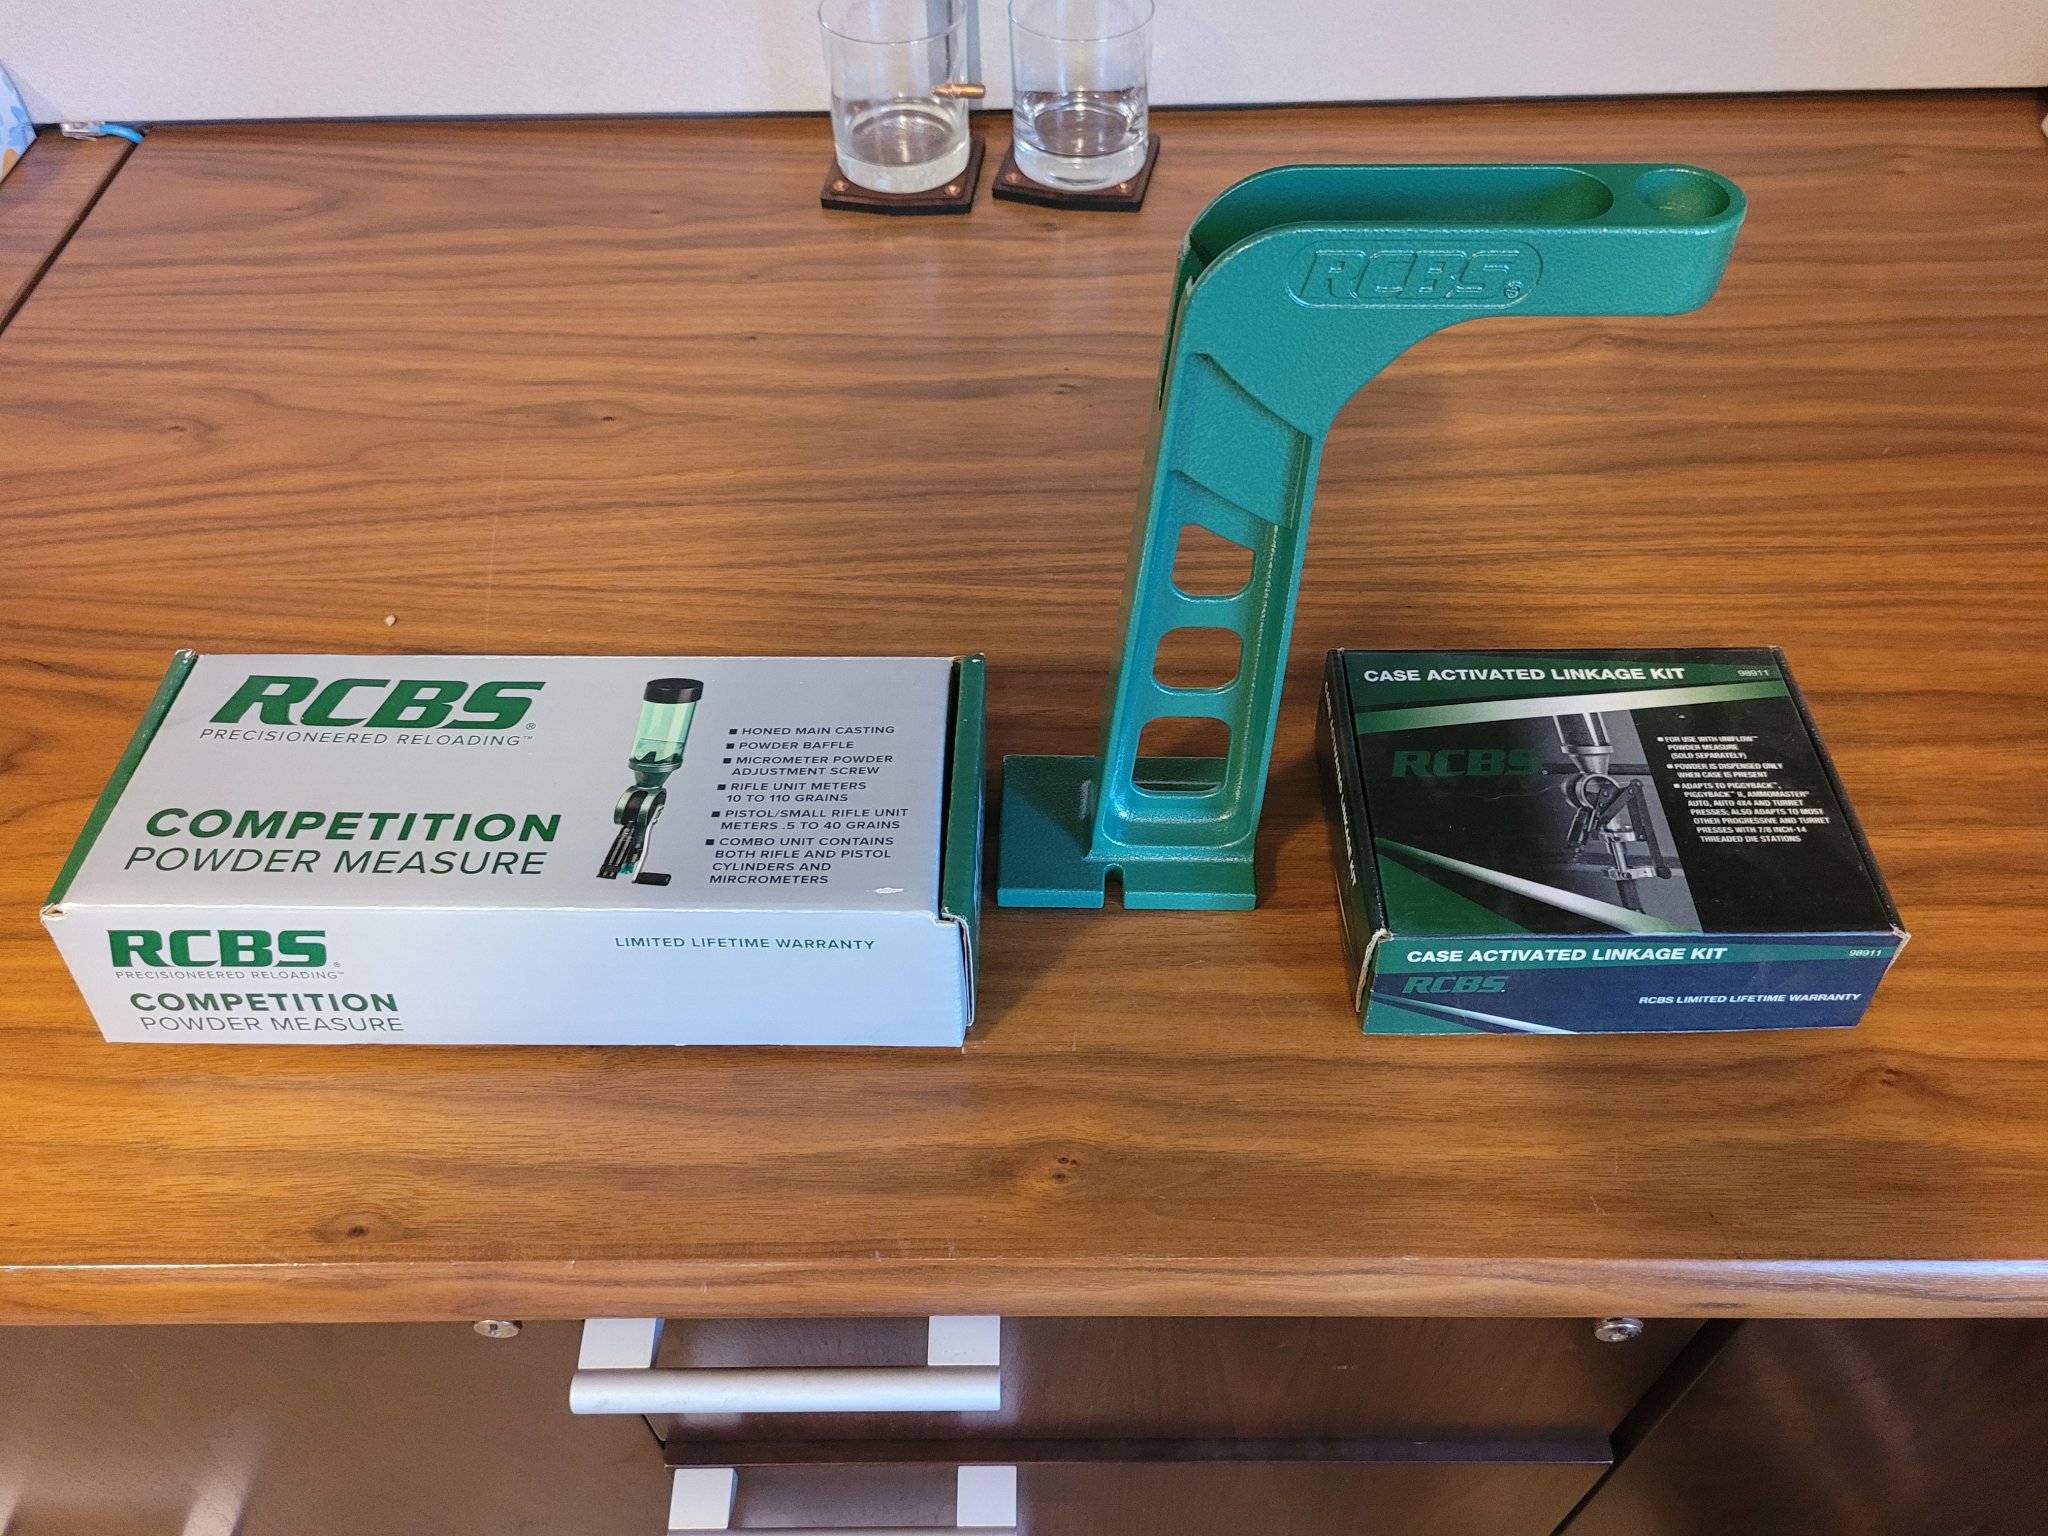 RCBS®
PRECISIONEERED RELOADING™
COMPETITION
POWDER MEASURE
■ HONED MAIN CASTING
■ POWDER BAFFLE
■ MICROMETER POWDER
ADJUSTMENT SCREW
■ RIFLE UNIT METERS
10 TO 110 GRAINS
■ PISTOL/SMALL RIFLE UNIT
METERS .5 TO 40 GRAINS
■ COMBO UNIT CONTAINS
BOTH RIFLE AND PISTOL
CYLINDERS AND
MIRCROMETERS
RCBS®
PRECISIONEERED RELOADING™
COMPETITION
POWDER MEASURE
LIMITED LIFETIME WARRANTY
RCBS®
CASE ACTIVATED LINKAGE KIT 98911
RCBS
■ FOR USE WITH UNIFLOW™
POWDER MEASURE
(SOLD SEPARATELY)
■ POWDER IS DISPENSED ONLY
WHEN CASE IS PRESENT
■ ADAPTS TO PIGGYBACK™,
PIGGYBACK™ II, AMMOMASTER®
AUTO, AUTO 4X4 AND TURRET
PRESSES; ALSO ADAPTS TO MOST
OTHER PROGRESSIVE AND TURRET
PRESSES WITH 7/8 INCH-14
THREADED DIE STATIONS
CASE ACTIVATED LINKAGE KIT 98911
RCBS
RCBS LIMITED LIFETIME WARRANTY
CASE ACTIVATED LINKAGE KIT